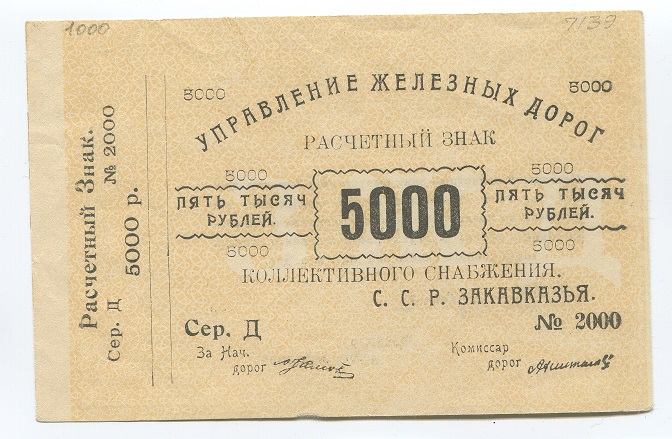 1000
7139
Расчетный Знак.
Сер. Д № 2000
5000 р.
5000 5000
УПРАВЛЕНИЕ ЖЕЛЕЗНЫХ ДОРОГ
РАСЧЕТНЫЙ ЗНАК
5000 5000
ПЯТЬ ТЫСЯЧ
РУБЛЕЙ.
5000
ПЯТЬ ТЫСЯЧ
РУБЛЕЙ.
5000 5000
КОЛЛЕКТИВНОГО СНАБЖЕНИЯ.
С. С. Р. ЗАКАВКАЗЬЯ.
Сер. Д № 2000
За Нач.
дорог
Комиссар
дорог